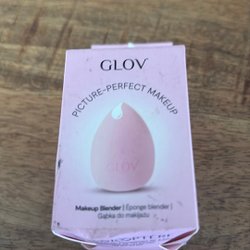 GLOV
PICTURE-PERFECT MAKEUP
GLOV
Makeup Blender | Éponge blender |
Gąbka do makijażu